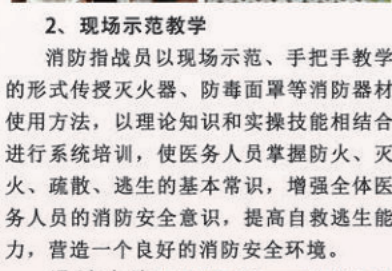 2、现场示范教学
消防指战员以现场示范、手把手教学
的形式传授灭火器、防毒面罩等消防器材
使用方法，以理论知识和实操技能相结合
进行系统培训，使医务人员掌握防火、灭
火、疏散、逃生的基本常识，增强全体医
务人员的消防安全意识，提高自救逃生能
力，营造一个良好的消防安全环境。